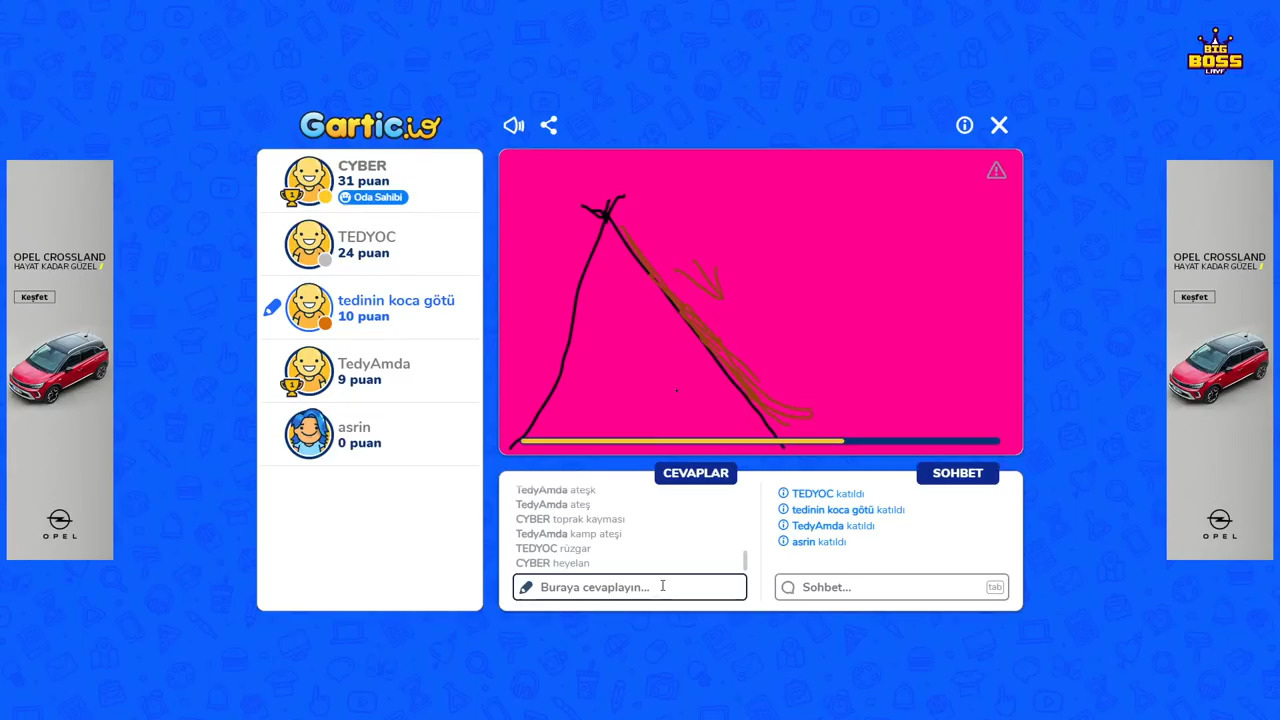 BIG
BOSS
LIVE
Gartic.io
CYBER
31 puan
Oda Sahibi
TEDYOC
24 puan
tedinin koca götü
10 puan
TedyAmda
9 puan
asrin
0 puan
OPEL CROSSLAND
HAYAT KADAR GÜZEL /
Keşfet
OPEL
CEVAPLAR
TedyAmda ateşk
TedyAmda ateş
CYBER toprak kayması
TedyAmda kamp ateşi
TEDYOC rüzgar
CYBER heyelan
Buraya cevaplayın...
SOHBET
TEDYOC katıldı
tedinin koca götü katıldı
TedyAmda katıldı
asrin katıldı
Sohbet...
tab
OPEL CROSSLAND
HAYAT KADAR GÜZEL /
Keşfet
OPEL